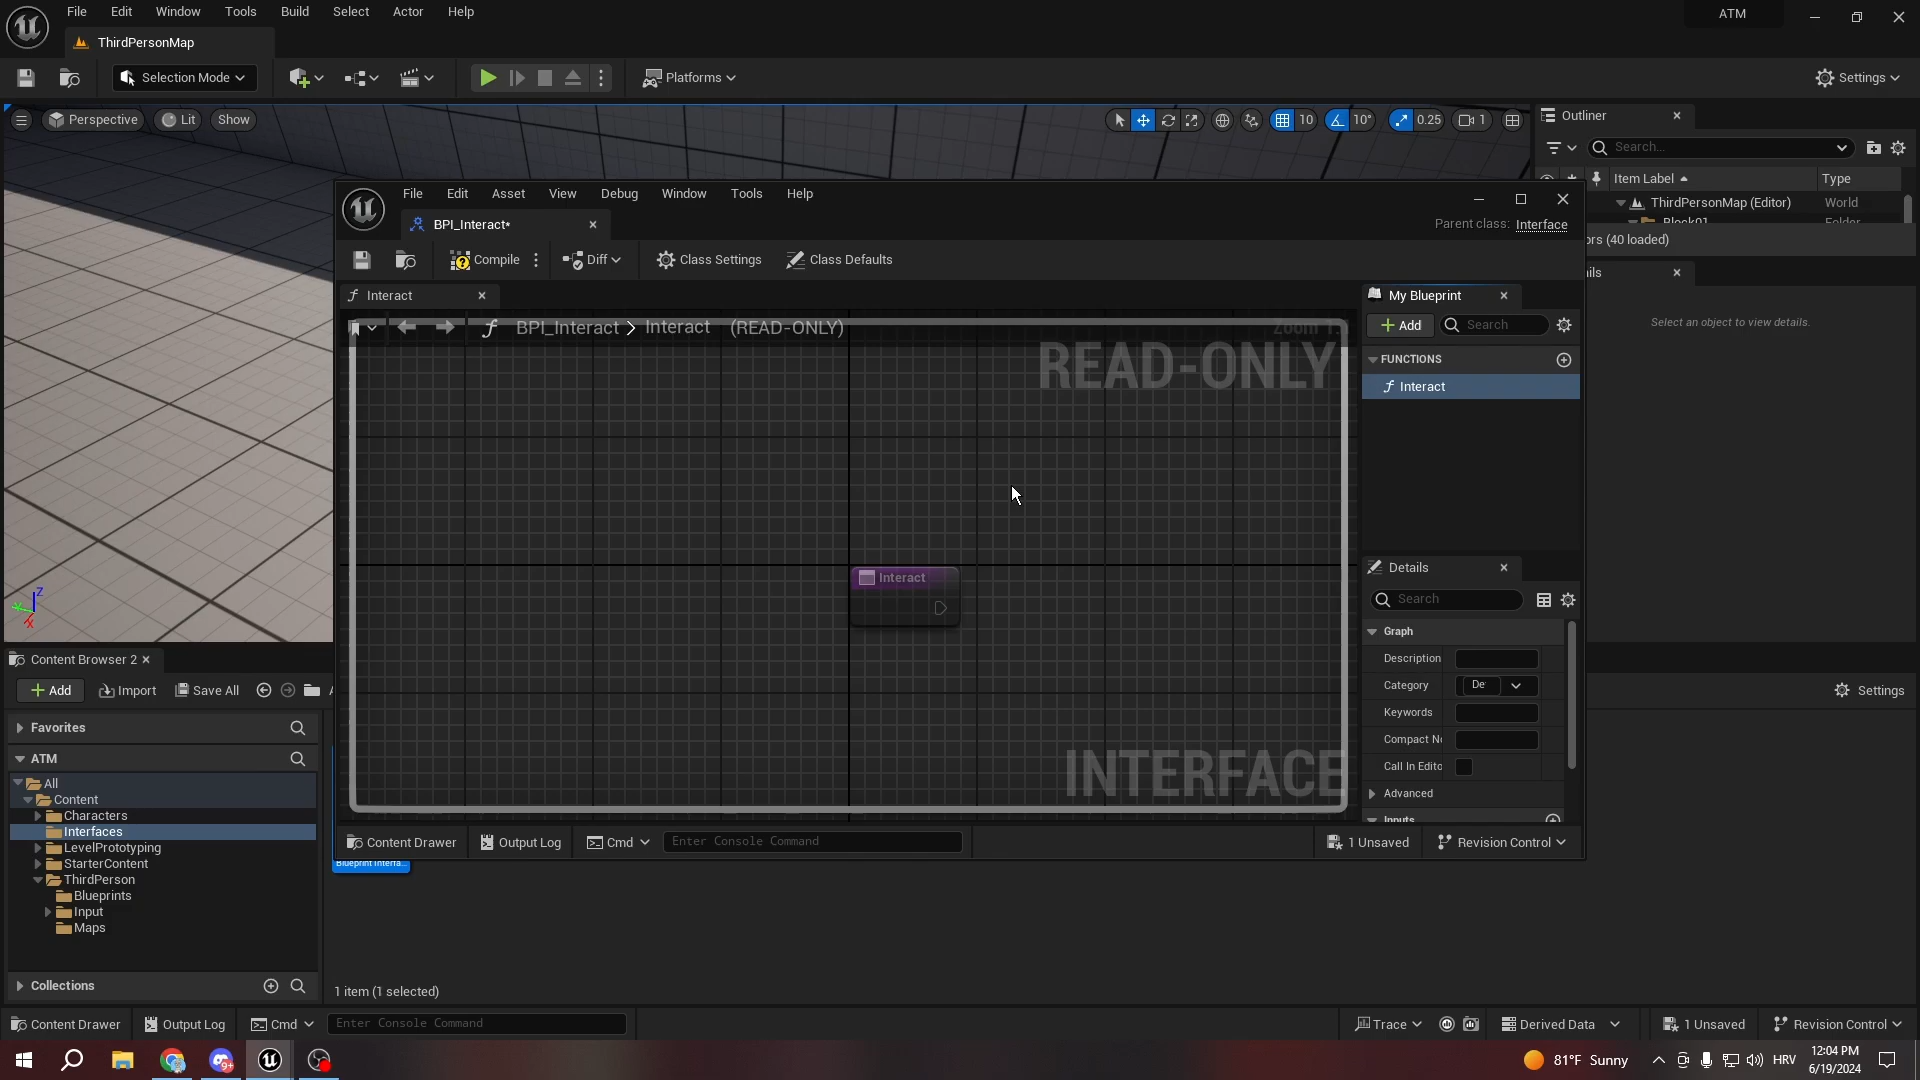 File Edit Window Tools Build Select Actor Help
ATM
ThirdPersonMap
Selection Mode
Platforms
Settings
Perspective Lit Show
10 10° 0.25 1
Outliner
Search...
Item Label Type
ThirdPersonMap (Editor) World
Block01 Folder
ors (40 loaded)
ils
Select an object to view details.
File Edit Asset View Debug Window Tools Help
BPI_Interact*
Parent class: Interface
Compile Diff Class Settings Class Defaults
Interact
BPI_Interact > Interact (READ-ONLY)
READ-ONLY
Interact
INTERFACE
My Blueprint
Add Search
FUNCTIONS
Interact
Details
Search
Graph
Description
Category De
Keywords
Compact N
Call In Edito
Advanced
Inputs
Content Drawer Output Log Cmd Enter Console Command 1 Unsaved Revision Control
Z
X
Content Browser 2
Add Import Save All A
Settings
Favorites
ATM
All
Content
Characters
Interfaces
LevelPrototyping
StarterContent
ThirdPerson
Blueprints
Input
Maps
Collections
Blueprint Interfa...
1 item (1 selected)
Content Drawer Output Log Cmd Enter Console Command Trace Derived Data 1 Unsaved Revision Control
9+
81°F Sunny HRV 12:04 PM
6/19/2024